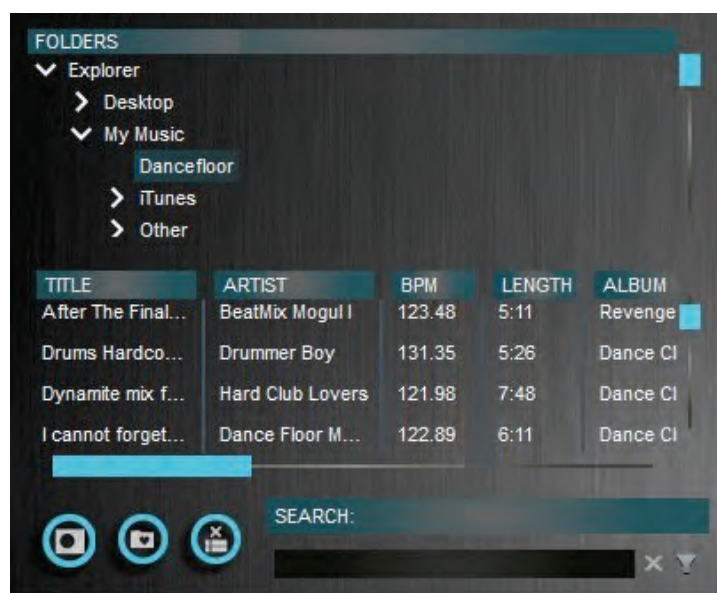 FOLDERS
Explorer
Desktop
My Music
Dancefloor
iTunes
Other
TITLE ARTIST BPM LENGTH ALBUM
After The Final... BeatMix Mogul I 123.48 5:11 Revenge
Drums Hardco... Drummer Boy 131.35 5:26 Dance Cl
Dynamite mix f... Hard Club Lovers 121.98 7:48 Dance Cl
I cannot forget... Dance Floor M... 122.89 6:11 Dance Cl
SEARCH: